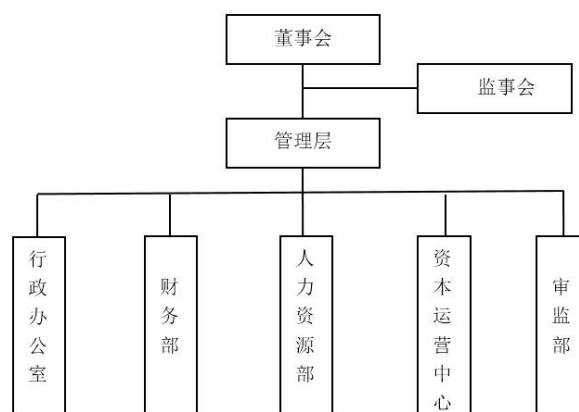 董事会
监事会
管理层
行政办公室
财务部
人力资源部
资本运营中心
审监部